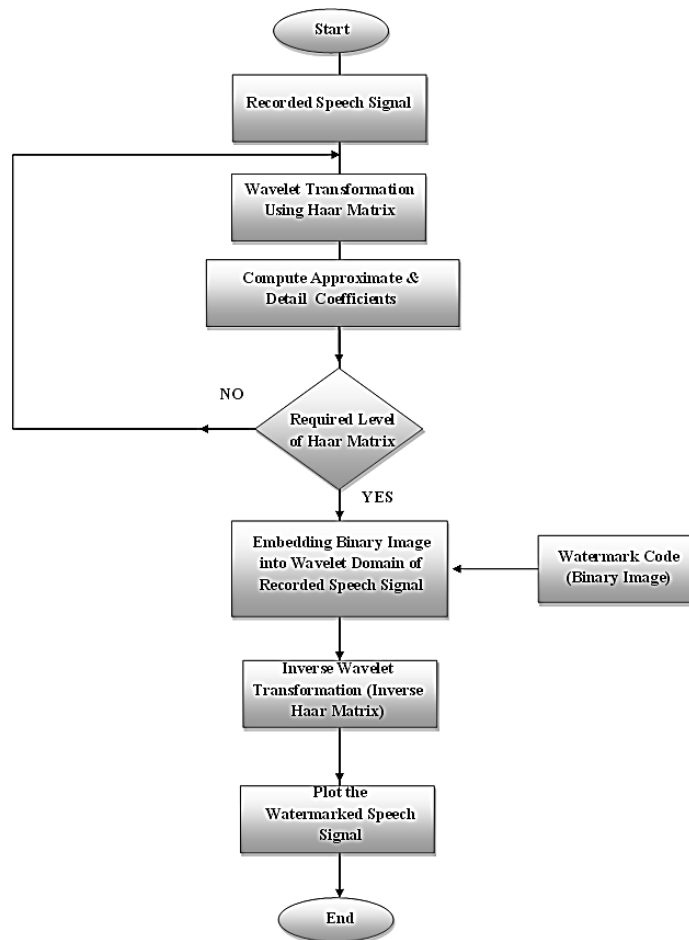 Start
Recorded Speech Signal
Wavelet Transformation
Using Haar Matrix
Compute Approximate &
Detail Coefficients
NO
Required Level
of Haar Matrix
YES
Embedding Binary Image
into Wavelet Domain of
Recorded Speech Signal
Watermark Code
(Binary Image)
Inverse Wavelet
Transformation (Inverse
Haar Matrix)
Plot the
Watermarked Speech
Signal
End